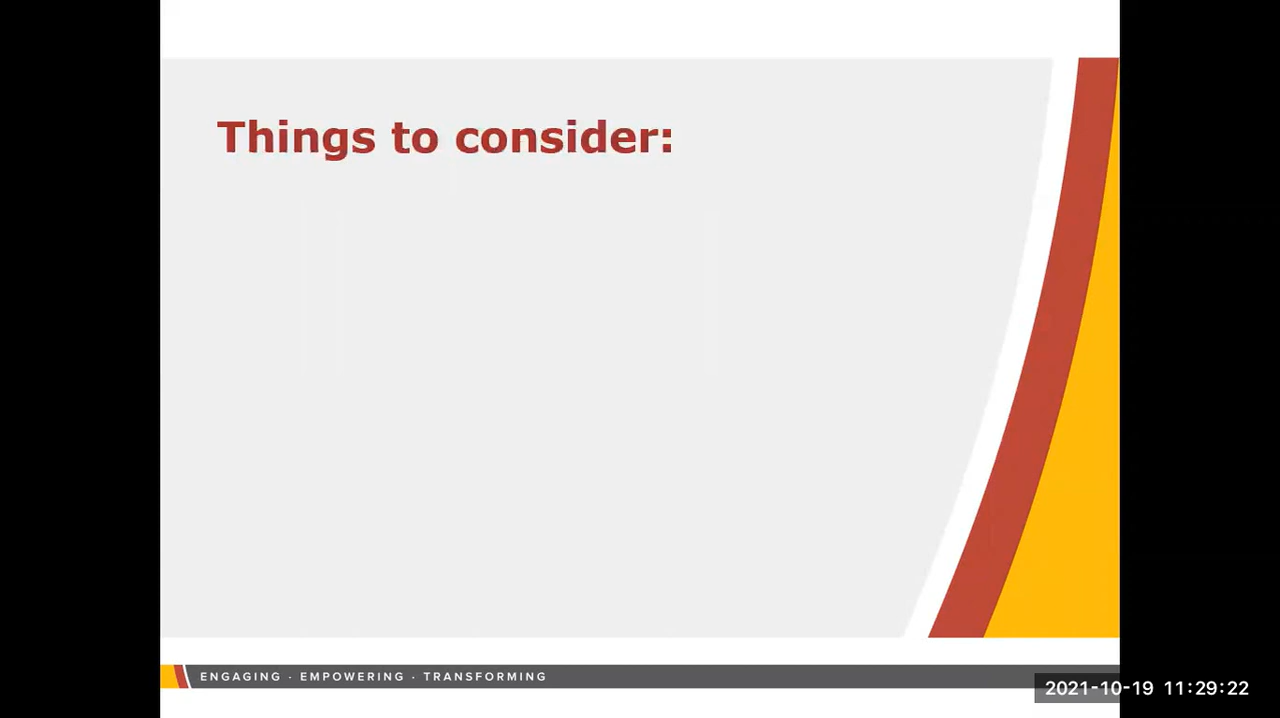 Things to consider:
ENGAGING · EMPOWERING · TRANSFORMING
2021-10-19 11:29:22